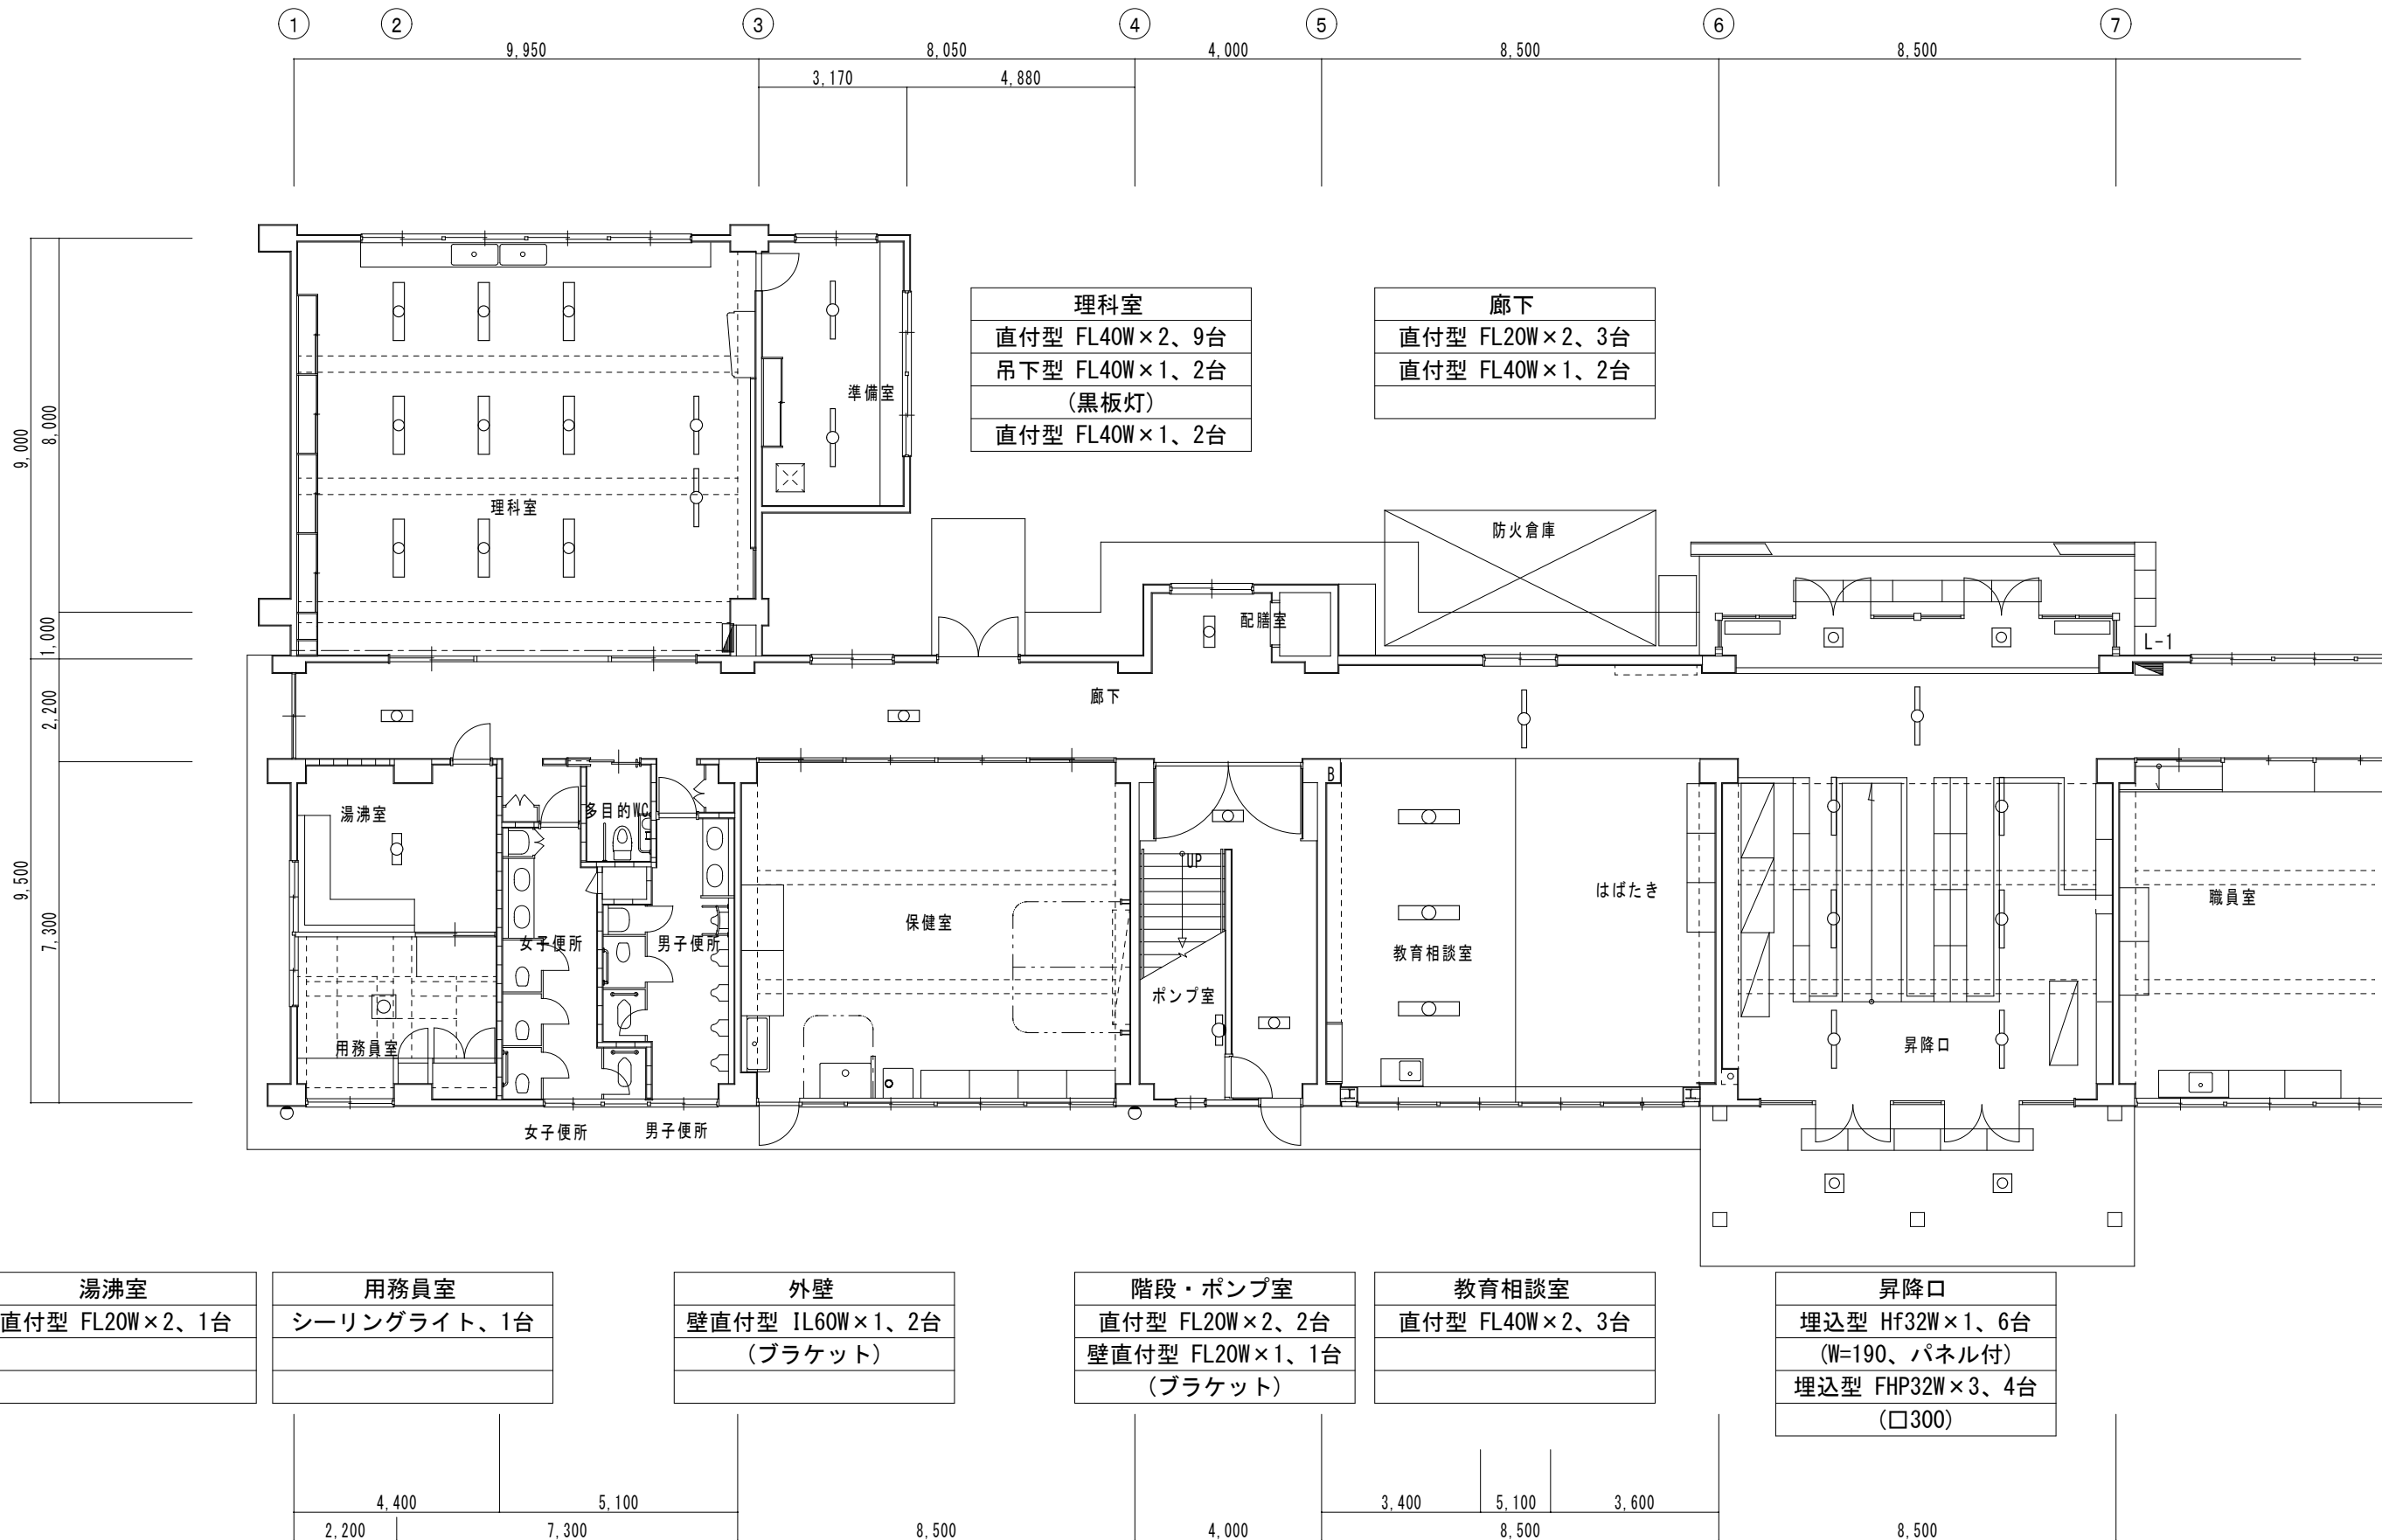 1 2 3 4 5 6 7
9,950 8,050 4,000 8,500 8,500
3,170 4,880
理科室
直付型 FL40W×2、9台
吊下型 FL40W×1、2台
(黒板灯)
直付型 FL40W×1、2台
廊下
直付型 FL20W×2、3台
直付型 FL40W×1、2台
9,000
8,000
1,000
2,200
9,500
7,300
準備室
理科室
防火倉庫
配膳室
L-1
廊下
B
湯沸室
多目的WC
UP
はばたき
職員室
保健室
女子便所
男子便所
教育相談室
ポンプ室
用務員室
昇降口
女子便所
男子便所
湯沸室
直付型 FL20W×2、1台
用務員室
シーリングライト、1台
外壁
壁直付型 IL60W×1、2台
(ブラケット)
階段・ポンプ室
直付型 FL20W×2、2台
壁直付型 FL20W×1、1台
(ブラケット)
教育相談室
直付型 FL40W×2、3台
昇降口
埋込型 Hf32W×1、6台
(W=190、パネル付)
埋込型 FHP32W×3、4台
(□300)
4,400 5,100 3,400 5,100 3,600
2,200 7,300 8,500 4,000 8,500 8,500